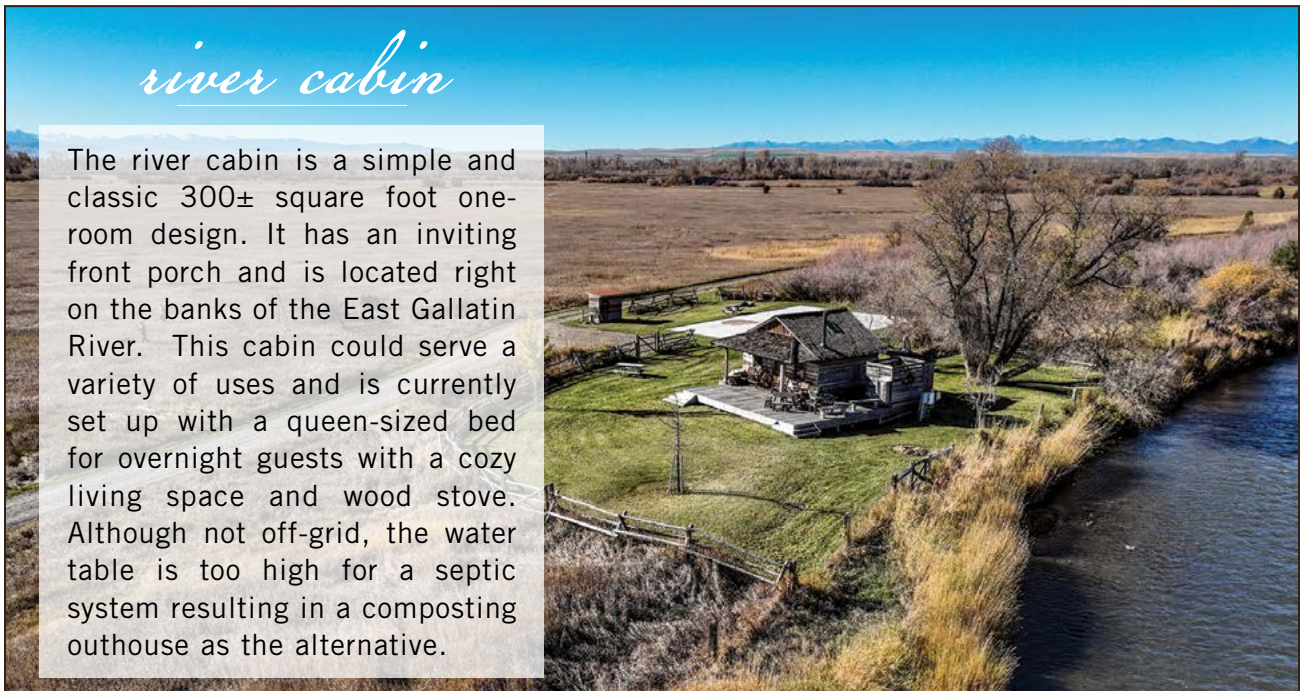 river cabin
The river cabin is a simple and
classic 300± square foot one-
room design. It has an inviting
front porch and is located right
on the banks of the East Gallatin
River. This cabin could serve a
variety of uses and is currently
set up with a queen-sized bed
for overnight guests with a cozy
living space and wood stove.
Although not off-grid, the water
table is too high for a septic
system resulting in a composting
outhouse as the alternative.